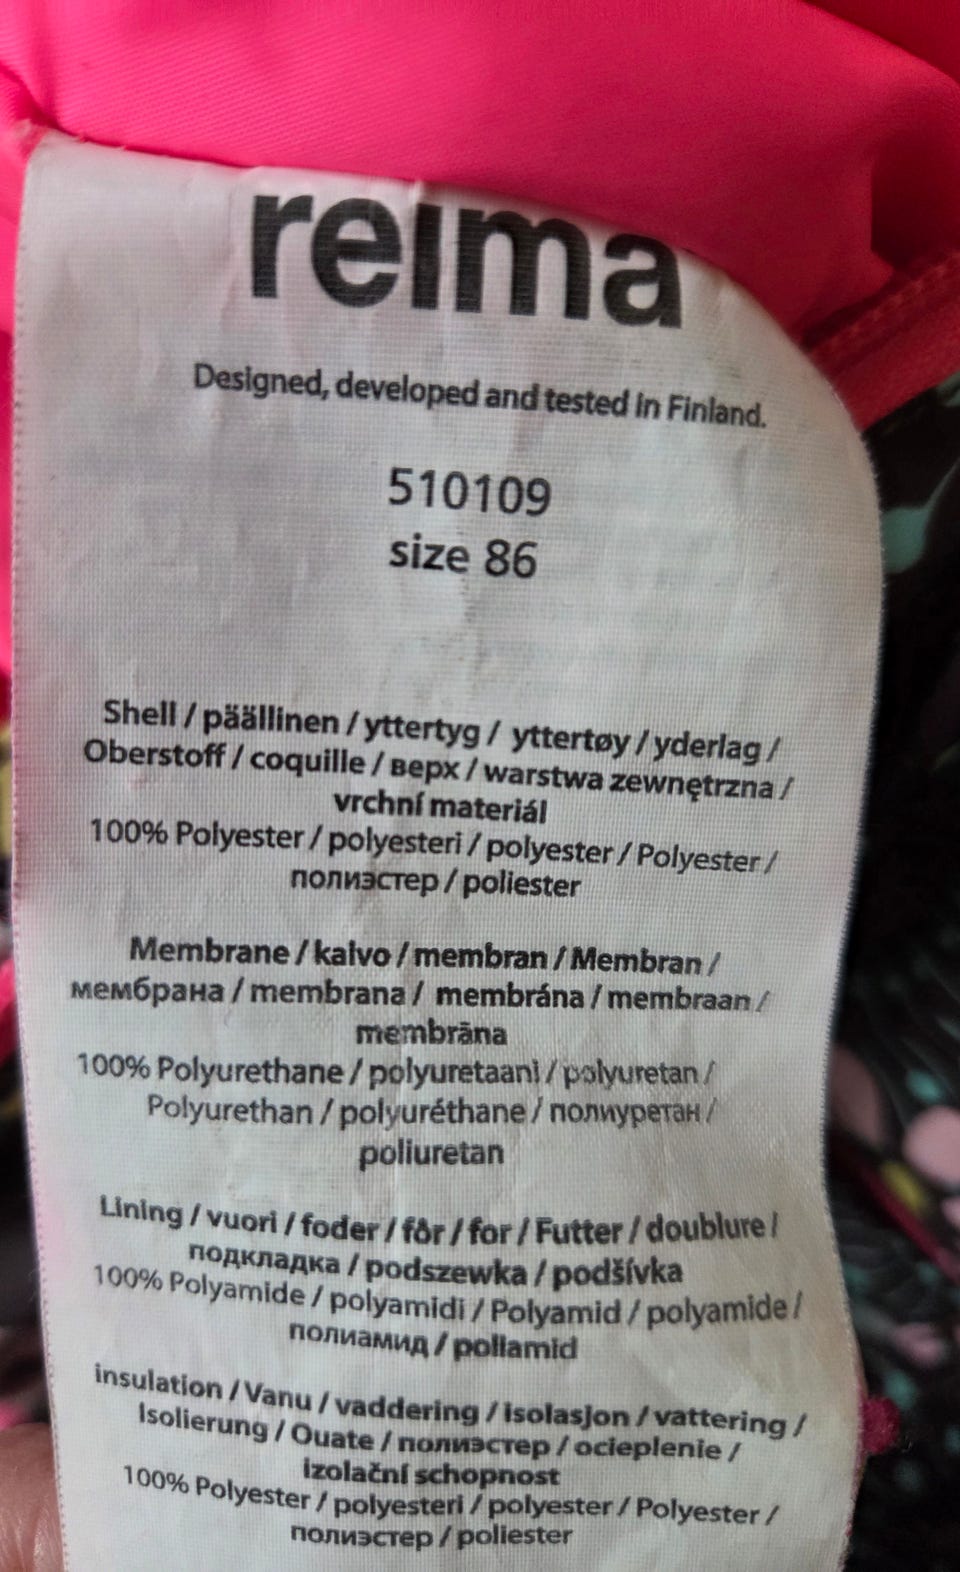 reima
Designed, developed and tested in Finland.
510109
size 86
Shell / päällinen / yttertyg / yttertøy / yderlag /
Oberstoff / coquille / верх / warstwa zewnętrzna /
vrchní materiál
100% Polyester / polyesteri / polyester / Polyester /
полиэстер / poliester
Membrane / kalvo / membran / Membran /
мембрана / membrana / membrána / membraan /
membrāna
100% Polyurethane / polyuretaani / polyuretan /
Polyurethan / polyuréthane / полиуретан /
poliuretan
Lining / vuori / foder / fôr / for / Futter / doublure /
подкладка / podszewka / podšívka
100% Polyamide / polyamidi / Polyamid / polyamide /
полиамид / poliamid
insulation / Vanu / vaddering / isolasjon / vattering /
Isolierung / Ouate / полиэстер / ocieplenie /
izolační schopnost
100% Polyester / polyesteri / polyester / Polyester /
полиэстер / poliester